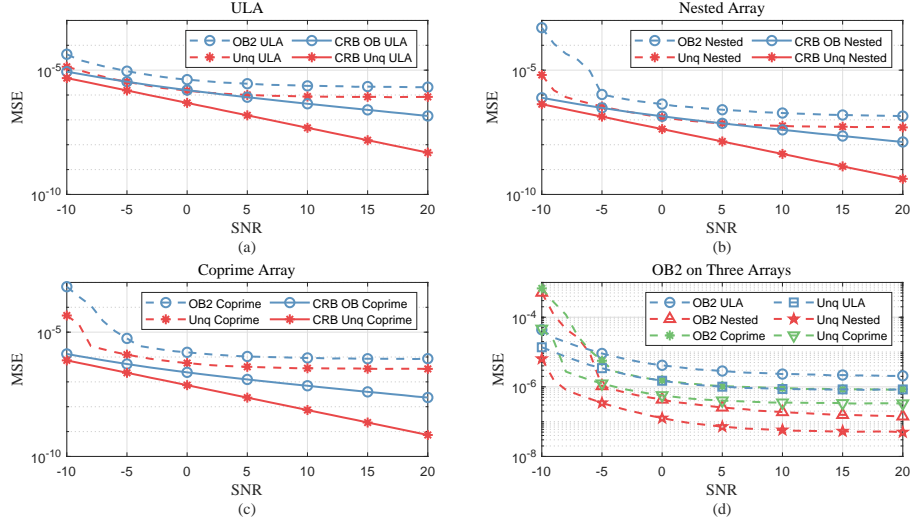 ULA
OB2 ULA
CRB OB ULA
Unq ULA
CRB Unq ULA
MSE
10^-5
10^-10
-10 -5 0 5 10 15 20
SNR
(a)
Nested Array
OB2 Nested
CRB OB Nested
Unq Nested
CRB Unq Nested
MSE
10^-5
10^-10
-10 -5 0 5 10 15 20
SNR
(b)
Coprime Array
OB2 Coprime
CRB OB Coprime
Unq Coprime
CRB Unq Coprime
MSE
10^-5
10^-10
-10 -5 0 5 10 15 20
SNR
(c)
OB2 on Three Arrays
OB2 ULA
Unq ULA
OB2 Nested
Unq Nested
OB2 Coprime
Unq Coprime
MSE
10^-4
10^-6
10^-8
-10 -5 0 5 10 15 20
SNR
(d)